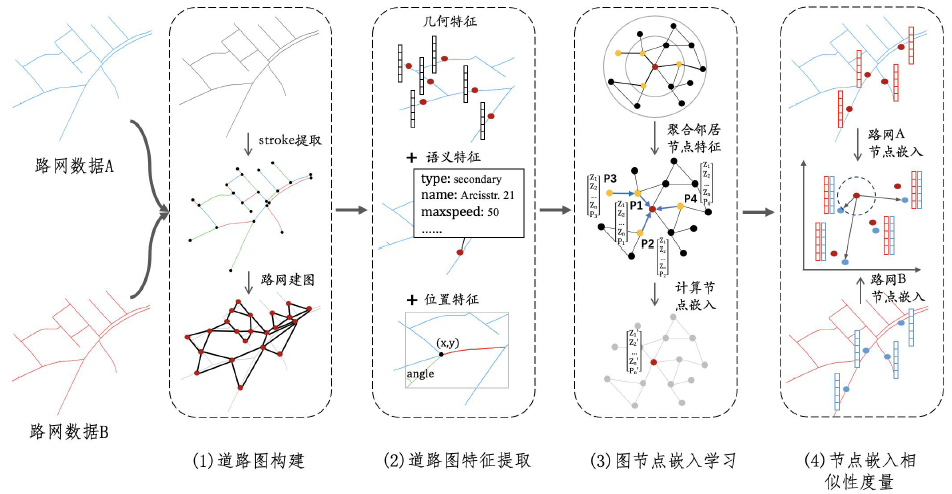 路网数据A
路网数据B
stroke提取
路网建图
(1)道路图构建
几何特征
+ 语义特征
type: secondary
name: Arcisstr. 21
maxspeed: 50
......
+ 位置特征
(x,y)
angle
(2)道路图特征提取
聚合邻居
节点特征
P3
P1
P4
P2
计算节
点嵌入
(3)图节点嵌入学习
路网A
节点嵌入
路网B
节点嵌入
(4)节点嵌入相
似性度量